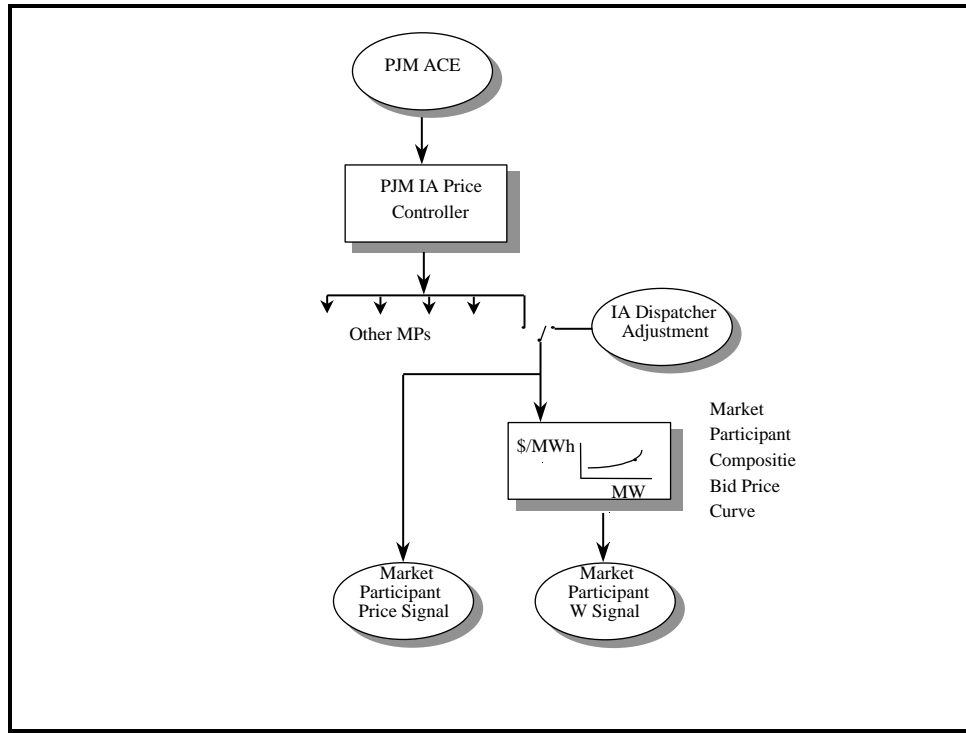 PJM ACE
PJM IA Price
Controller
Other MPs
IA Dispatcher
Adjustment
$/MWh
MW
Market
Participant
Compositie
Bid Price
Curve
Market
Participant
Price Signal
Market
Participant
W Signal